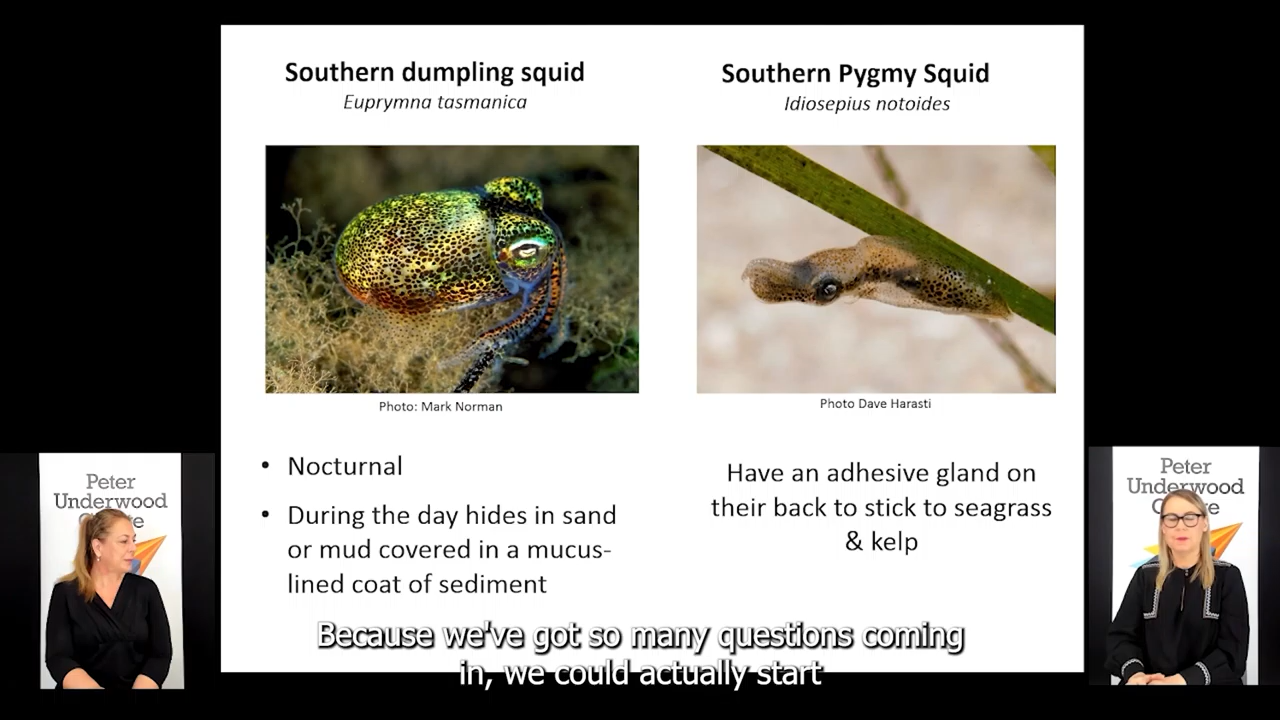 Southern dumpling squid
Euprymna tasmanica
Photo: Mark Norman
• Nocturnal
• During the day hides in sand
or mud covered in a mucus-
lined coat of sediment
Southern Pygmy Squid
Idiosepius notoides
Photo Dave Harasti
Have an adhesive gland on
their back to stick to seagrass
& kelp
Peter
Underwood
Peter
Underwood
Because we've got so many questions coming
in, we could actually start